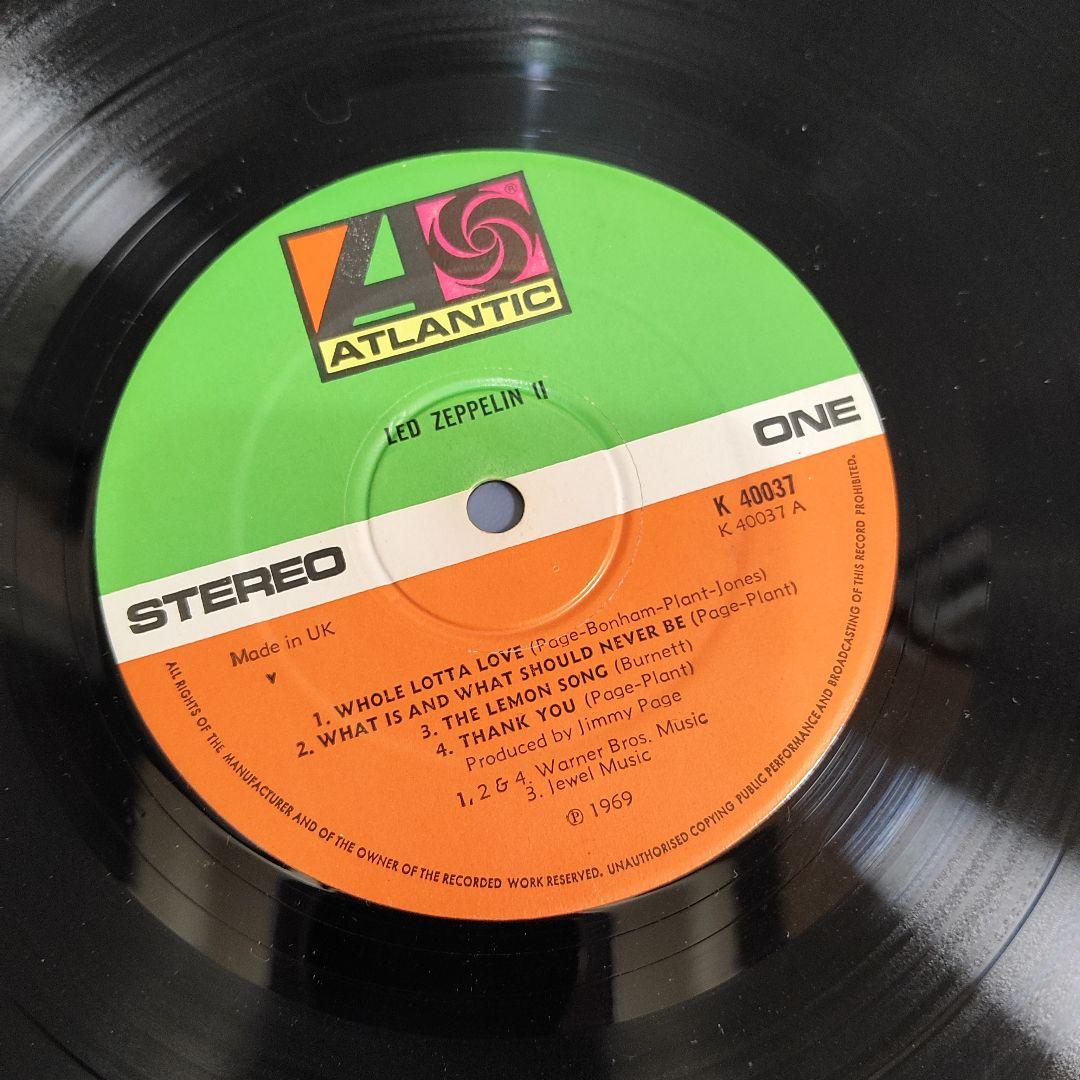 ®
ATLANTIC
LED ZEPPELIN II
STEREO
ONE
K 40037
K 40037 A
Made in UK
1. WHOLE LOTTA LOVE (Page-Bonham-Plant-Jones)
2. WHAT IS AND WHAT SHOULD NEVER BE (Page-Plant)
3. THE LEMON SONG (Burnett)
4. THANK YOU (Page-Plant)
Produced by Jimmy Page
1, 2 & 4. Warner Bros. Music
3. Jewel Music
℗ 1969
ALL RIGHTS OF THE MANUFACTURER AND OF THE OWNER OF THE RECORDED WORK RESERVED. UNAUTHORISED COPYING PUBLIC PERFORMANCE AND BROADCASTING OF THIS RECORD PROHIBITED.